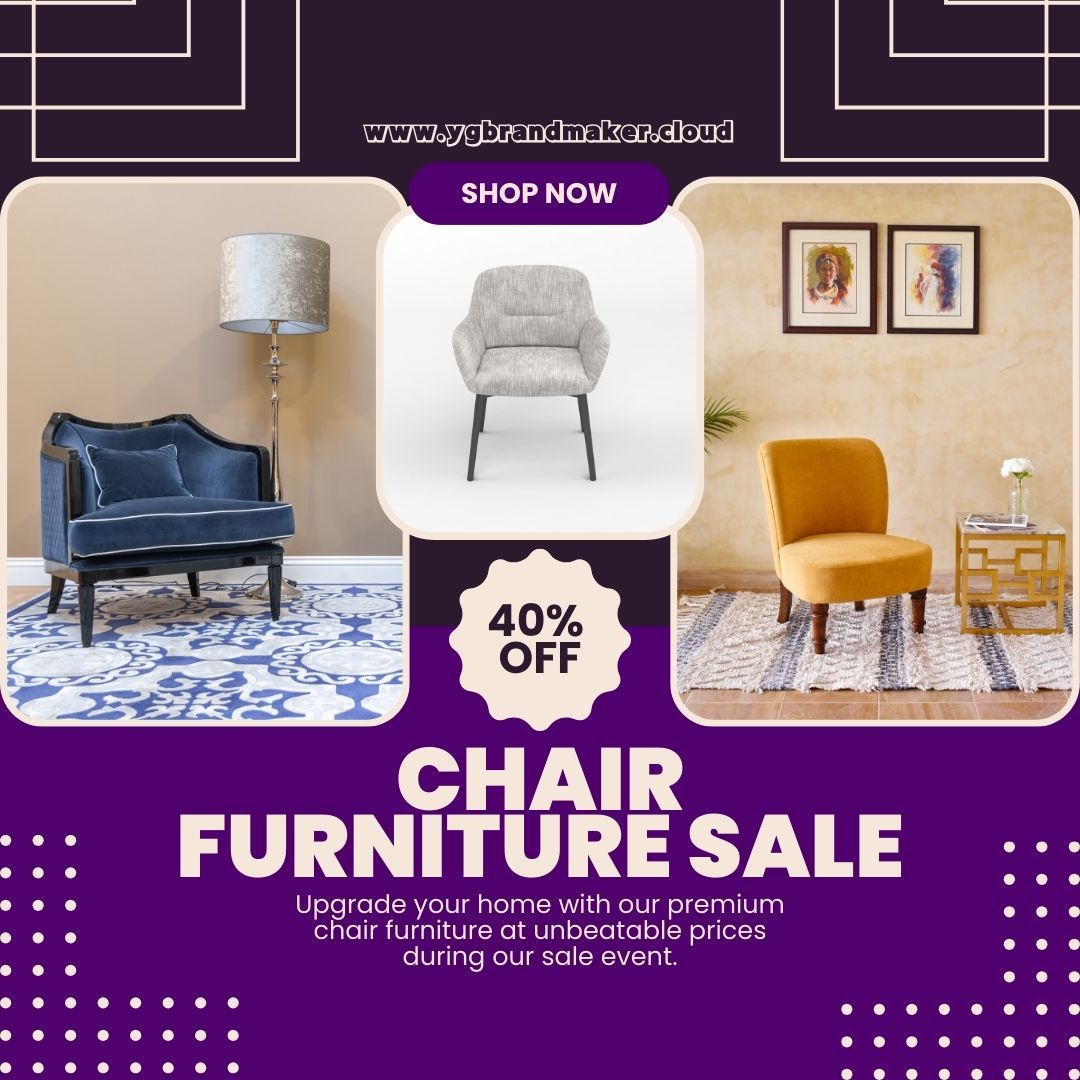 www.ygbrandmaker.cloud
SHOP NOW
40%
OFF
CHAIR
FURNITURE SALE
Upgrade your home with our premium
chair furniture at unbeatable prices
during our sale event.